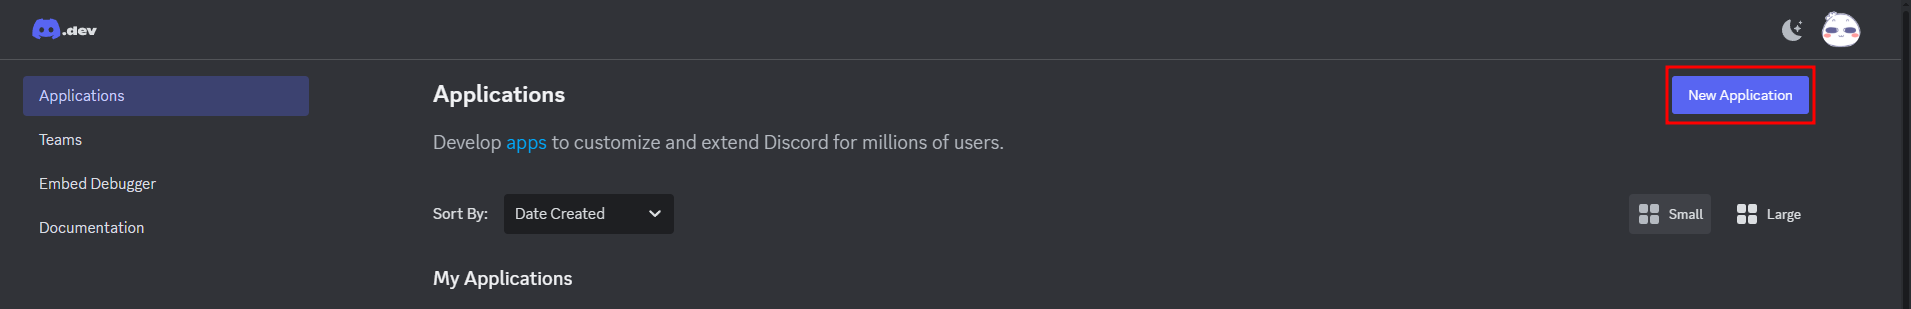 .dev
Applications
Teams
Embed Debugger
Documentation
Applications
New Application
Develop apps to customize and extend Discord for millions of users.
Sort By: Date Created
Small Large
My Applications